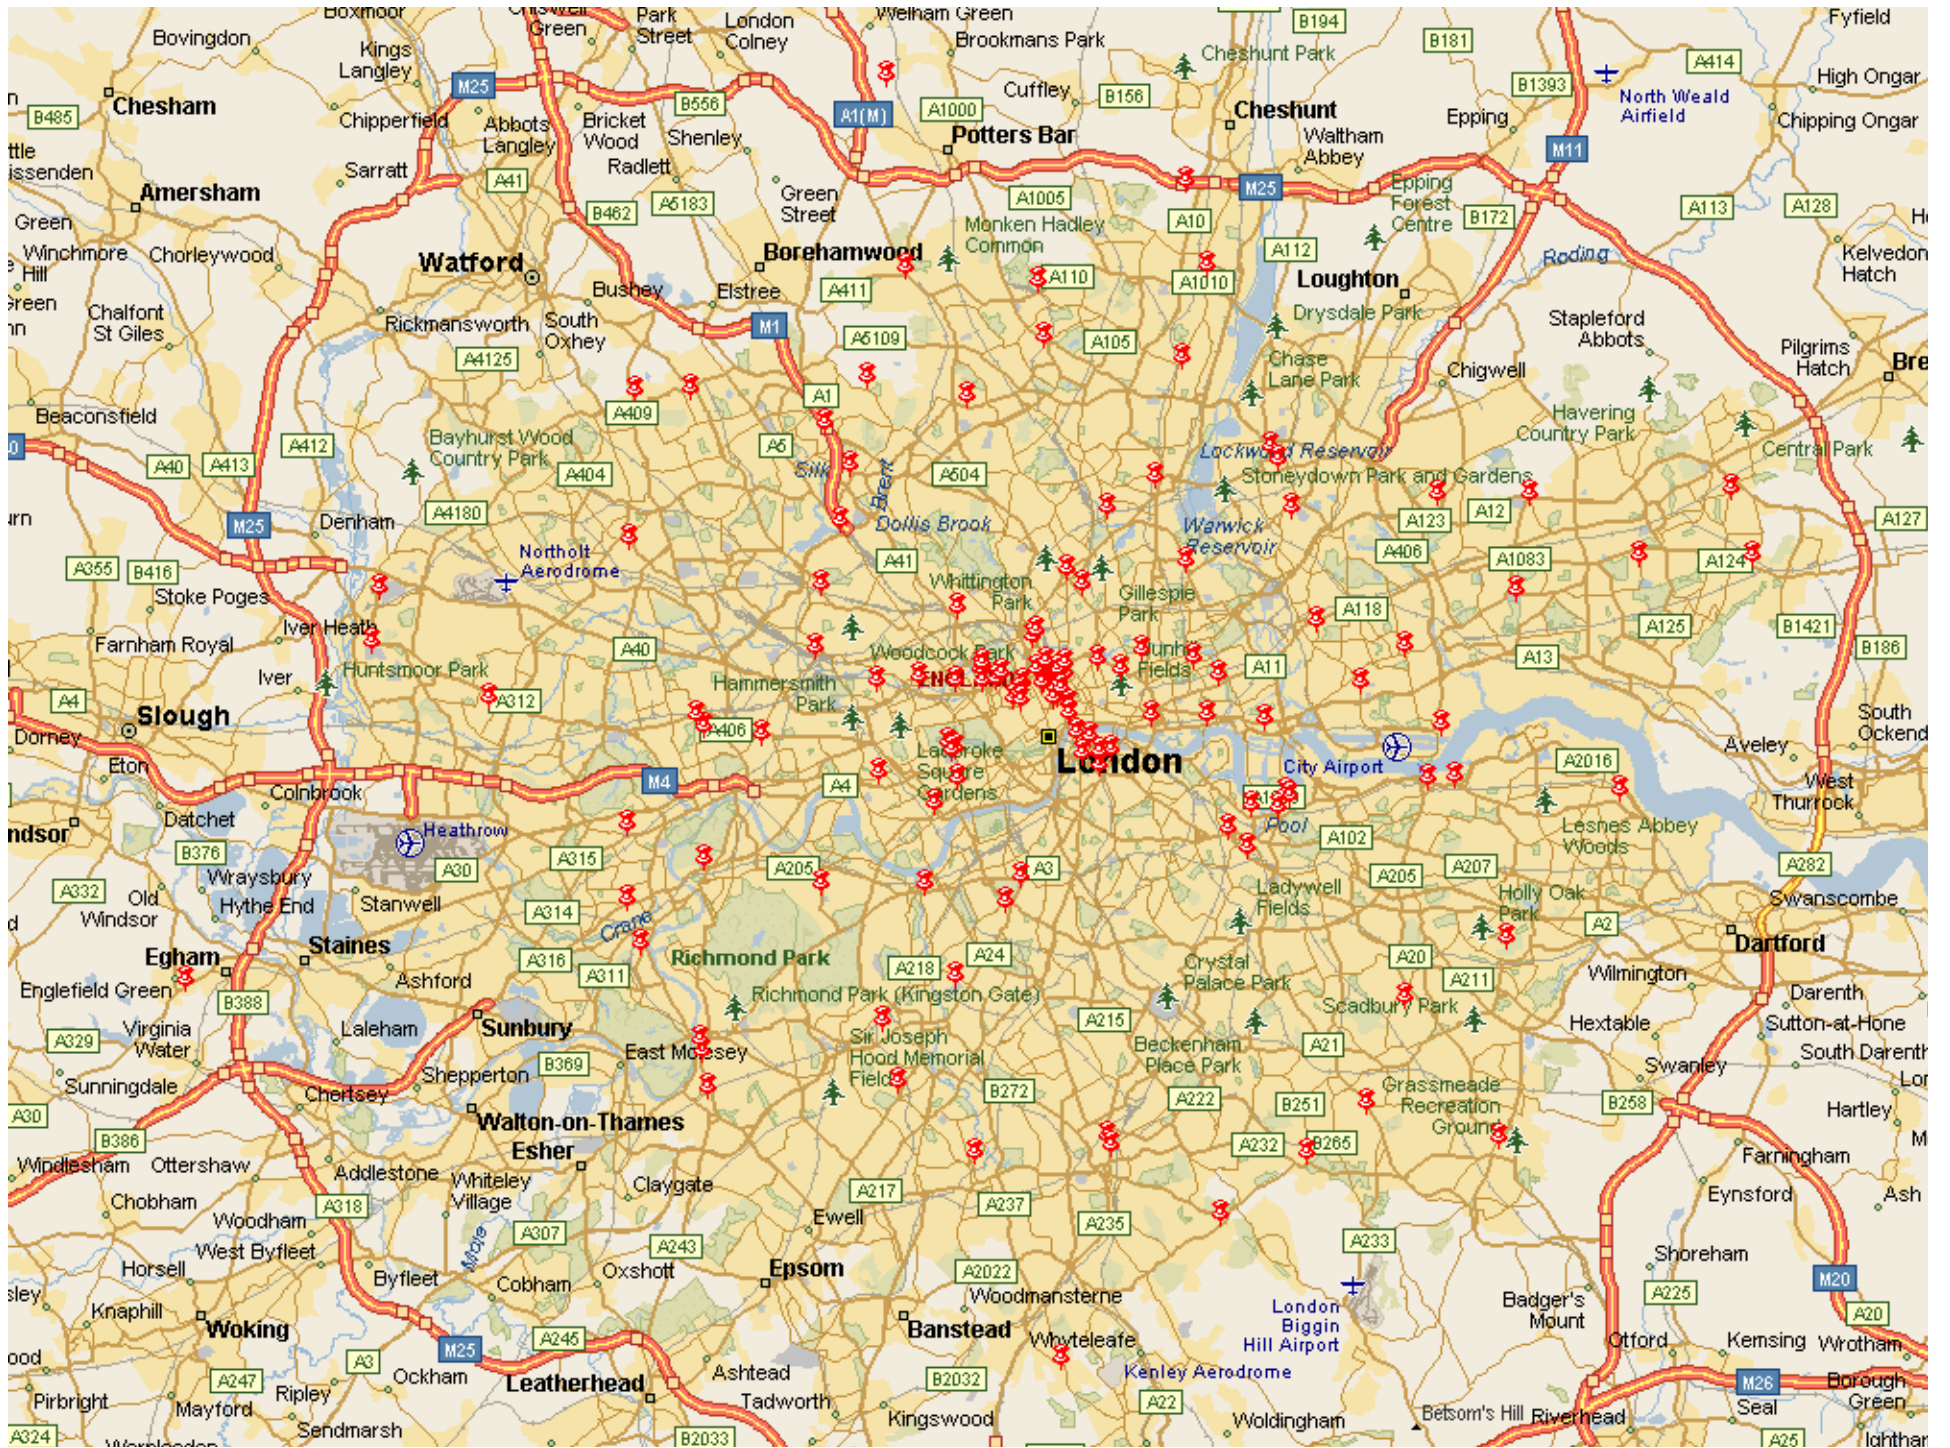 Boxmoor
Park
Street
London
Colney
Welham Green
B194
Fyfield
Bovingdon
Green
Brookmans Park
B181
Kings
Langley
Cheshunt Park
A414
High Ongar
M25
B1393
Chesham
B485
B556
A1(M)
A1000
Cuffley
B156
Cheshunt
North Weald
Airfield
Chipperfield
Abbots
Langley
Bricket
Wood
Shenley
Potters Bar
Epping
Chipping Ongar
Waltham
Abbey
M11
Sarratt
A41
Radlett
Amersham
Green
Street
A1005
M25
Epping
Forest
Centre
B462
A5183
A10
B172
A113
A128
Green
Monken Hadley
Common
Winchmore
Hill
Chorleywood
Watford
Borehamwood
A112
Roding
Kelvedon
Hatch
A411
A110
A1010
Loughton
Bushey
Elstree
Chalfont
St Giles
Rickmansworth
South
Oxhey
M1
Drysdale Park
Stapleford
Abbots
A4125
A5109
A105
Chase
Lane Park
Pilgrims
Hatch
Chigwell
A1
Beaconsfield
A409
Havering
Country Park
A412
Bayhurst Wood
Country Park
A5
Central Park
A40
A413
A404
Silk
Brent
A504
Lockwood Reservoir
Stoneydown Park and Gardens
M25
Denham
A4180
Dollis Brook
Warwick
Reservoir
A123
A12
A127
Northolt
Aerodrome
A41
A406
A1083
A124
A355
B416
Stoke Poges
Whittington
Park
Gillespie
Park
A118
Iver Heath
A125
B1421
Farnham Royal
A40
Woodcock Park
Fields
A11
A13
B186
Iver
Huntsmoor Park
A4
A312
Hammersmith
Park
Slough
A406
South
Ockend
Dorney
London
Aveley
Eton
Ladbroke
Square
Gardens
City Airport
A2016
M4
A4
Colnbrook
West
Thurrock
Datchet
Heathrow
Pool
A102
Lesnes Abbey
Woods
B376
A315
A205
A3
A207
A282
A30
A205
Wraysbury
A332
Old
Windsor
Hythe End
Stanwell
Ladywell
Fields
Holly Oak
Park
Swanscombe
A314
Crane
A2
Staines
Egham
A316
A311
Richmond Park
A218
A24
A20
Dartford
Englefield Green
Ashford
Crystal
Palace Park
A211
Wilmington
B388
Richmond Park (Kingston Gate)
Scadbury Park
Darenth
Virginia
Water
A329
Laleham
Sunbury
A215
Hextable
Sutton-at-Hone
Sir Joseph
Hood Memorial
Field
East Molesey
Beckenham
Place Park
A21
South Darenth
B369
Sunningdale
Shepperton
Swanley
Chertsey
B272
Grassmeade
Recreation
Ground
A30
A222
B251
B258
Hartley
Walton-on-Thames
B386
Esher
A232
B265
Windlesham
Ottershaw
Addlestone
Whiteley
Village
Claygate
Farningham
Chobham
A318
A217
A237
Eynsford
Ash
Woodham
Ewell
A235
West Byfleet
Mole
A307
A243
A233
Shoreham
Horsell
Byfleet
Cobham
Oxshott
Epsom
A2022
M20
Knaphill
Woodmansterne
London
Biggin
Hill Airport
Badger's
Mount
A225
A20
Woking
M25
A245
Banstead
Whyteleafe
Otford
Kemsing
Wrotham
A3
Ockham
Ashtead
Kenley Aerodrome
A247
Ripley
Leatherhead
B2032
M26
Borough
Green
Pirbright
Mayford
Tadworth
A22
Betsom's Hill
Riverhead
Seal
Sendmarsh
Kingswood
Woldingham
A324
B2033
A25